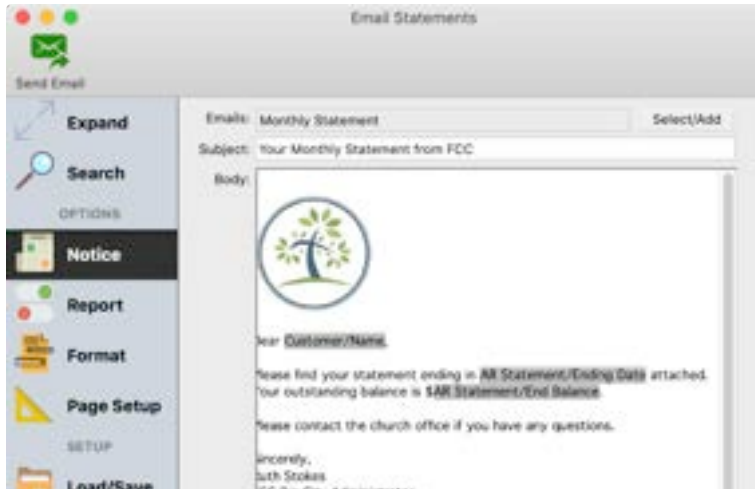 Email Statements
Send Email
Expand
Search
OPTIONS
Notice
Report
Format
Page Setup
SETUP
Load/Save
Emails: Monthly Statement Select/Add
Subject: Your Monthly Statement from FCC
Body:
ear Customer/Name,
lease find your statement ending in AR Statement/Ending Date attached.
our outstanding balance is $AR Statement/End Balance.
lease contact the church office if you have any questions.
incerely,
uth Stokes